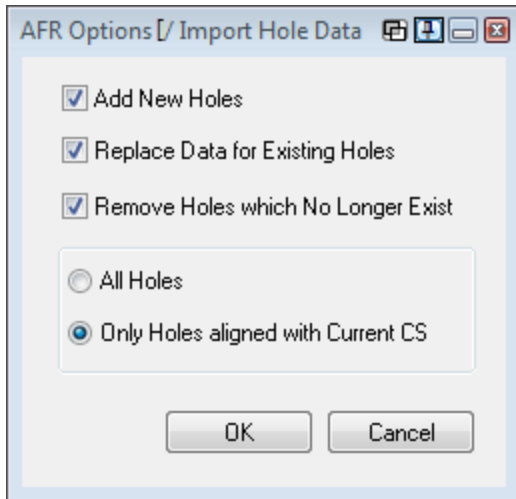 AFR Options[/ Import Hole Data
Add New Holes
Replace Data for Existing Holes
Remove Holes which No Longer Exist
All Holes
Only Holes aligned with Current CS
OK Cancel